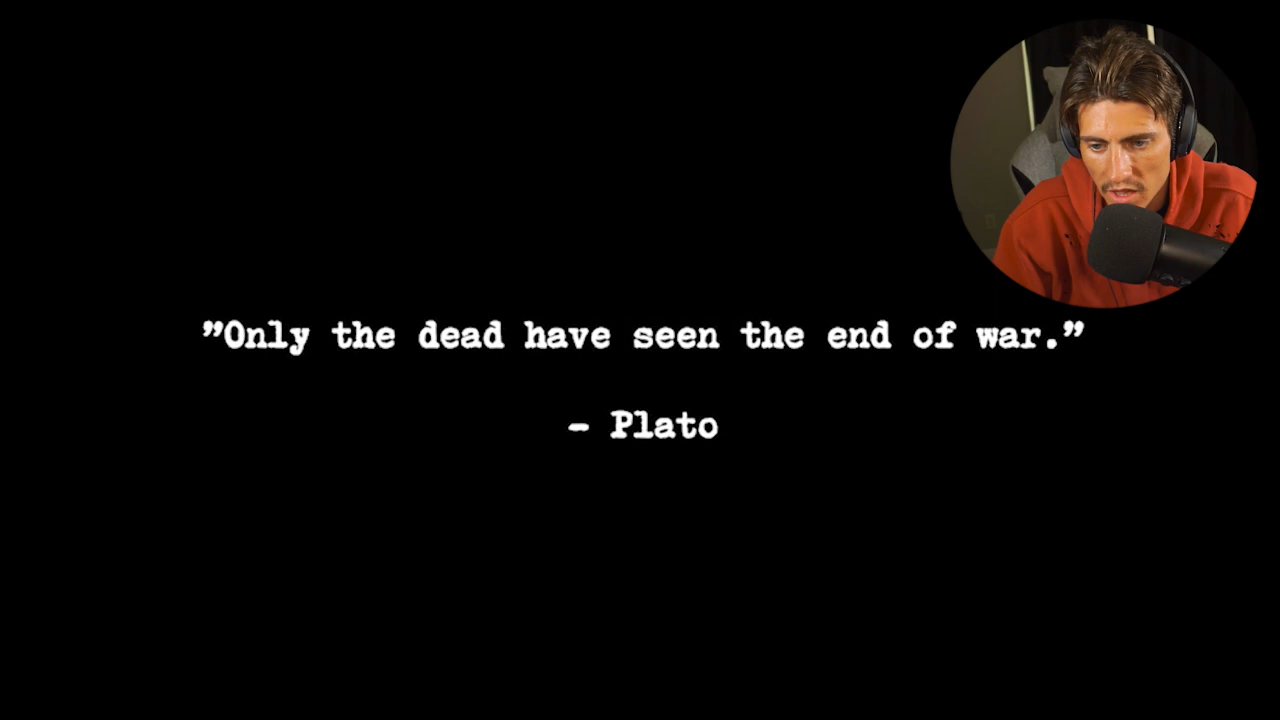 ”Only the dead have seen the end of war.”
- Plato